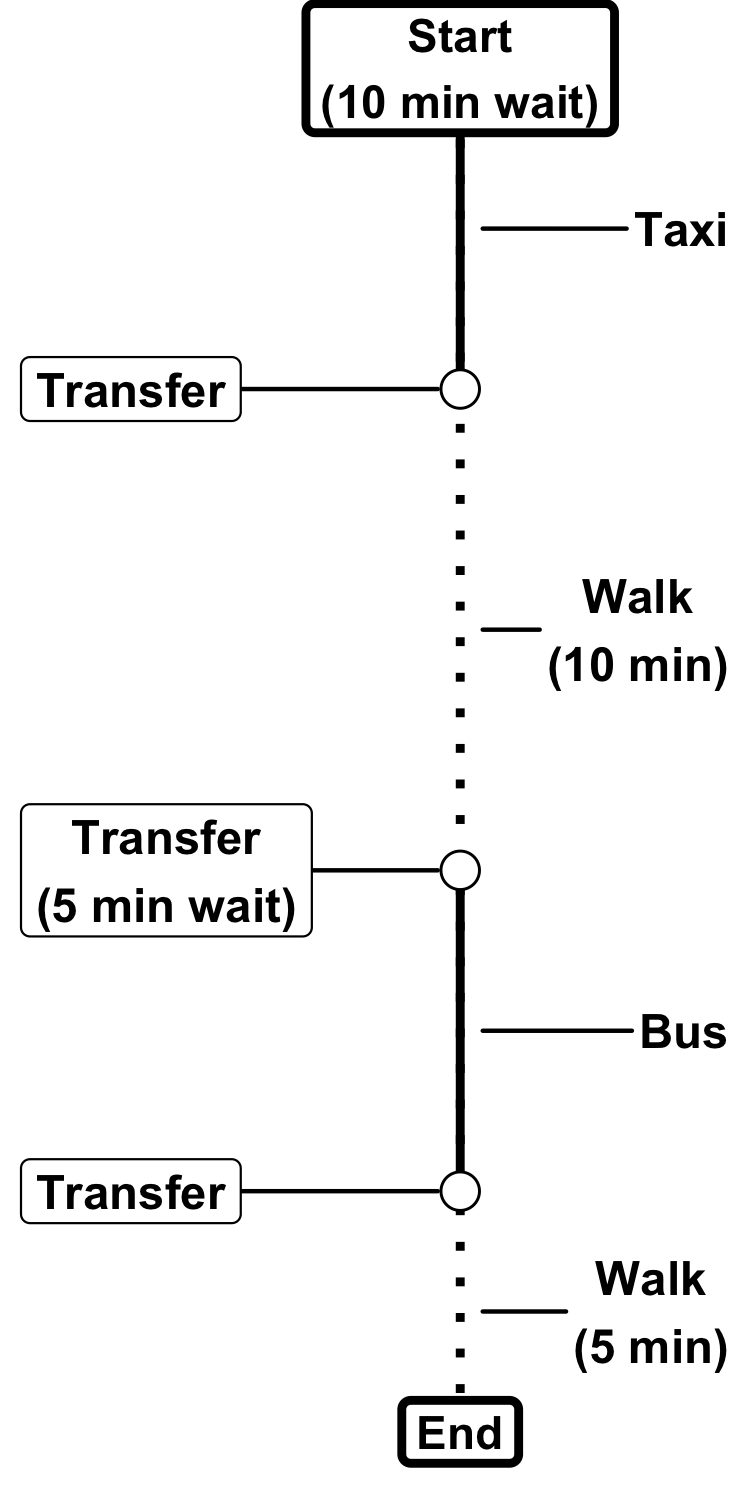 Start
(10 min wait)
Taxi
Transfer
Walk
(10 min)
Transfer
(5 min wait)
Bus
Transfer
Walk
(5 min)
End